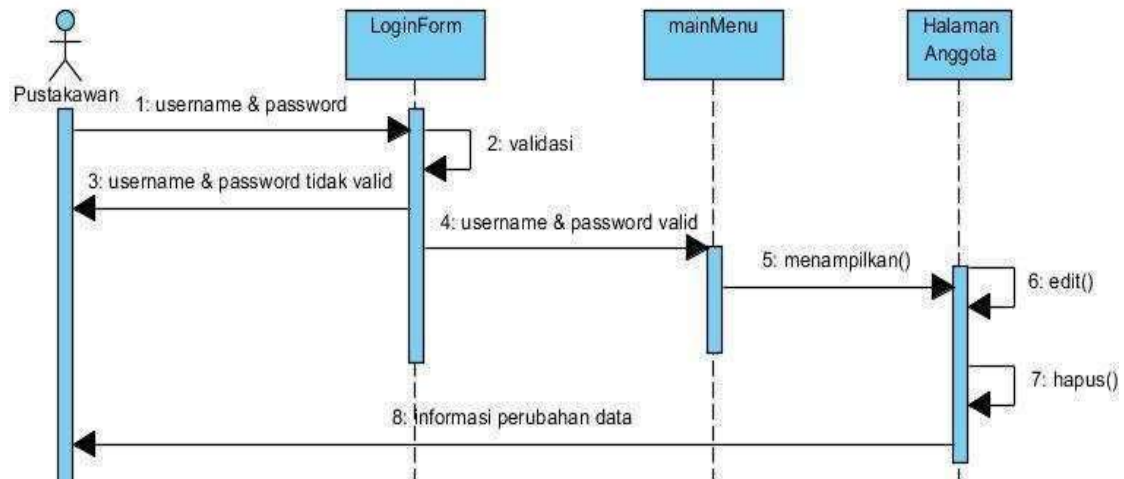 LoginForm
mainMenu
Halaman
Anggota
Pustakawan
1: username & password
2: validasi
3: username & password tidak valid
4: username & password valid
5: menampilkan()
6: edit()
7: hapus()
8: informasi perubahan data